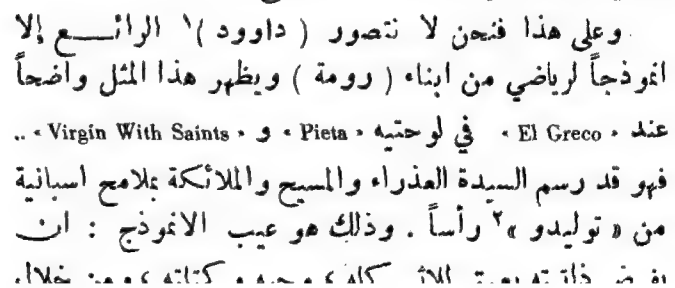 وعلى هذا فنحن لا نتصور ( داوود )١ الرائـــع إلا
انموذجاً لرياضي من ابناء ( رومة ) ويظهر هذا المثل واضحاً
عند « El Greco » في لوحتيه « Pieta » و « Virgin With Saints » ..
فهو قد رسم السيدة العذراء والمسيح والملائكة بملامح اسبانية
من « توليدو »٢ رأساً . وذلك هو عيب الانموذج : ان